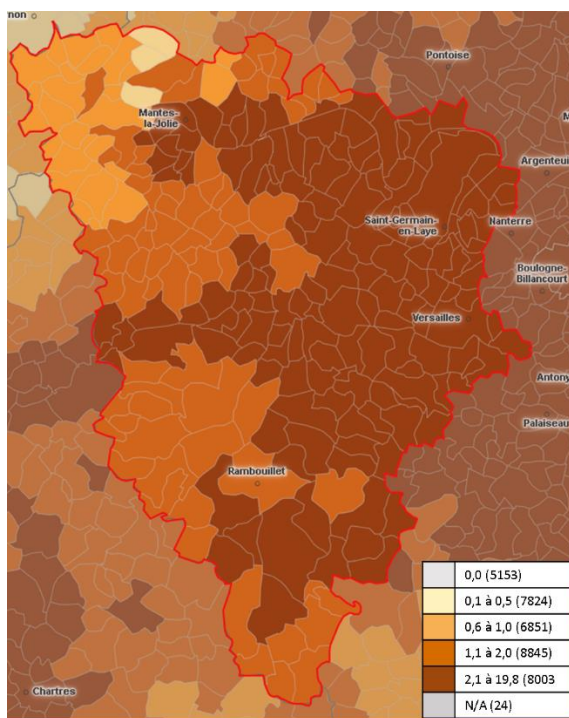 non
Pontoise
Mantes-
la-Jolie
M
Argenteui
Saint-Germain-
en-Laye
Nanterre
Boulogne-
Billancourt
Versailles
Antony
Palaiseau
Rambouillet
Chartres
0,0 (5153)
0,1 à 0,5 (7824)
0,6 à 1,0 (6851)
1,1 à 2,0 (8845)
2,1 à 19,8 (8003
N/A (24)